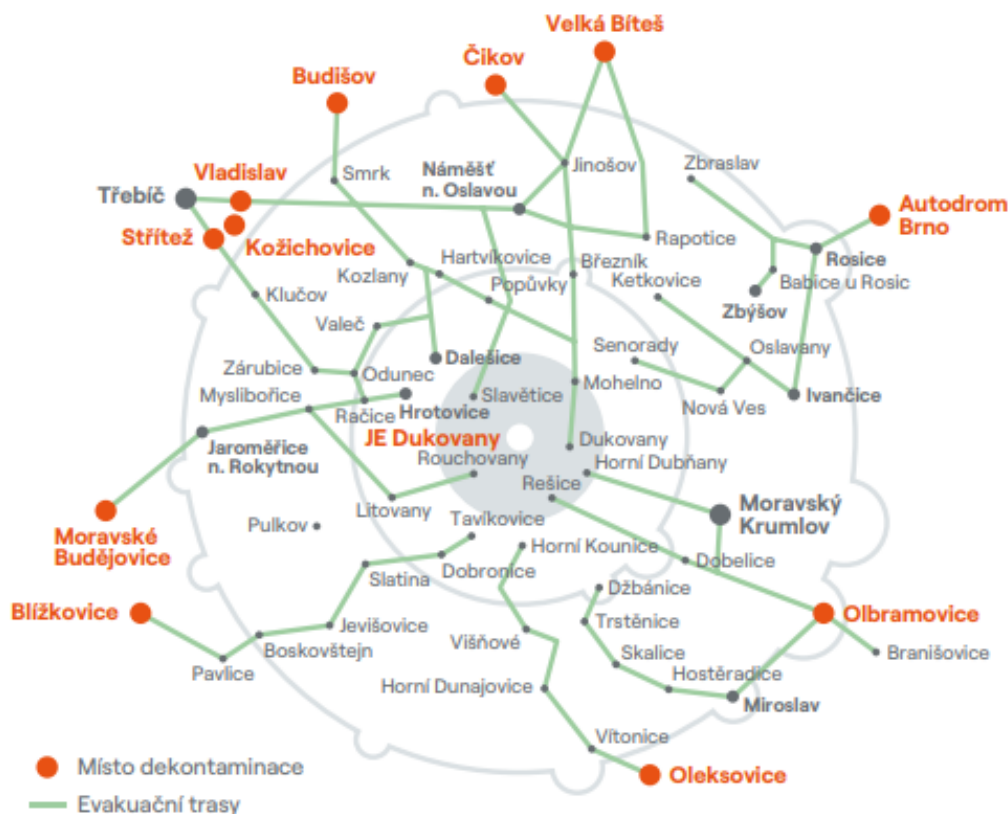 Velká Bíteš
Čikov
Budišov
Jinošov
Zbraslav
Smrk
Náměšť
n. Oslavou
Vladislav
Třebíč
Autodrom
Brno
Střítež
Kožichovice
Rapotice
Rosice
Hartvíkovice
Březník
Kozlany
Popůvky
Ketkovice
Babice u Rosic
Klučov
Zbýšov
Valeč
Senorady
Oslavany
Dalešice
Zárubice
Odunec
Mohelno
Myslibořice
Slavětice
Nová Ves
Ivančice
Račice
Hrotovice
JE Dukovany
Dukovany
Jaroměřice
n. Rokytnou
Rouchovany
Horní Dubňany
Rešice
Moravský
Krumlov
Litovany
Tavíkovice
Pulkov
Moravské
Budějovice
Horní Kounice
Dobelice
Slatina
Dobronice
Džbánice
Blížkovice
Trstěnice
Olbramovice
Jevišovice
Višňové
Boskovštejn
Skalice
Branišovice
Pavlice
Hostěradice
Horní Dunajovice
Miroslav
Vítonice
Místo dekontaminace
Oleksovice
Evakuační trasy